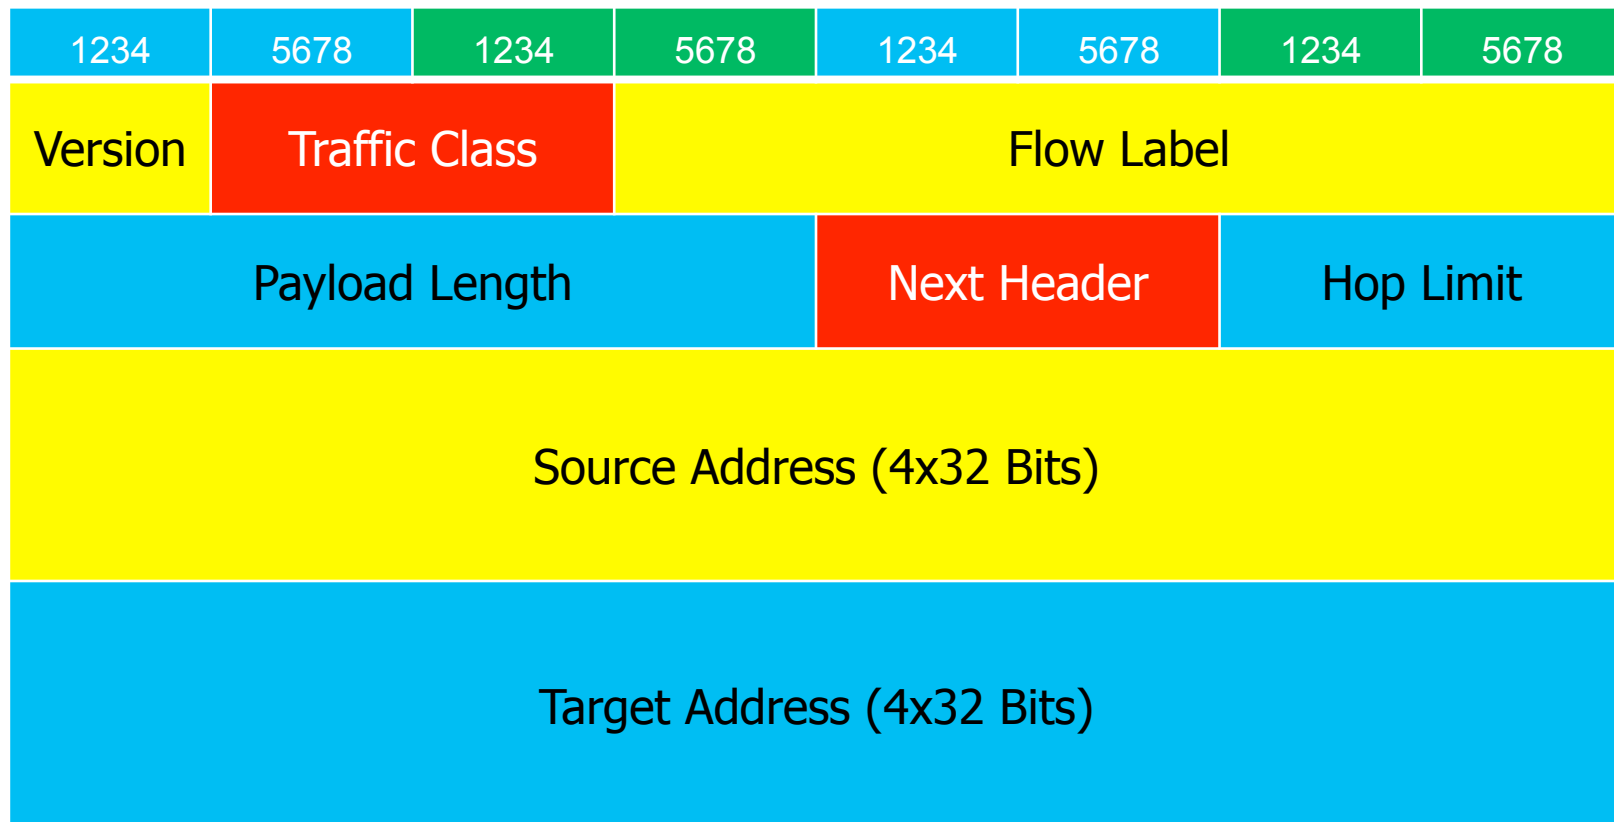 1234 5678 1234 5678 1234 5678 1234 5678
Version Traffic Class Flow Label
Payload Length Next Header Hop Limit
Source Address (4x32 Bits)
Target Address (4x32 Bits)